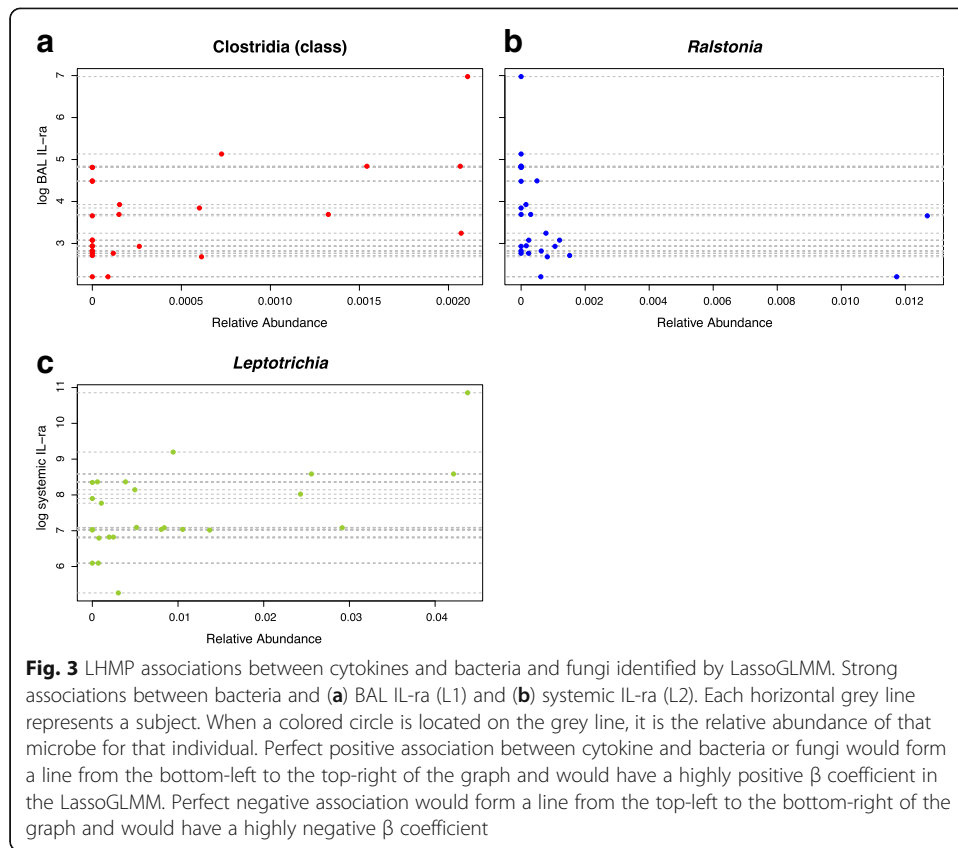 a
Clostridia (class)
log BAL IL−ra
7
6
5
4
3
0 0.0005 0.0010 0.0015 0.0020
Relative Abundance
b
Ralstonia
0 0.002 0.004 0.006 0.008 0.010 0.012
Relative Abundance
c
Leptotrichia
log systemic IL−ra
11
10
9
8
7
6
0 0.01 0.02 0.03 0.04
Relative Abundance
Fig. 3 LHMP associations between cytokines and bacteria and fungi identified by LassoGLMM. Strong
associations between bacteria and (a) BAL IL-ra (L1) and (b) systemic IL-ra (L2). Each horizontal grey line
represents a subject. When a colored circle is located on the grey line, it is the relative abundance of that
microbe for that individual. Perfect positive association between cytokine and bacteria or fungi would form
a line from the bottom-left to the top-right of the graph and would have a highly positive β coefficient in
the LassoGLMM. Perfect negative association would form a line from the top-left to the bottom-right of the
graph and would have a highly negative β coefficient